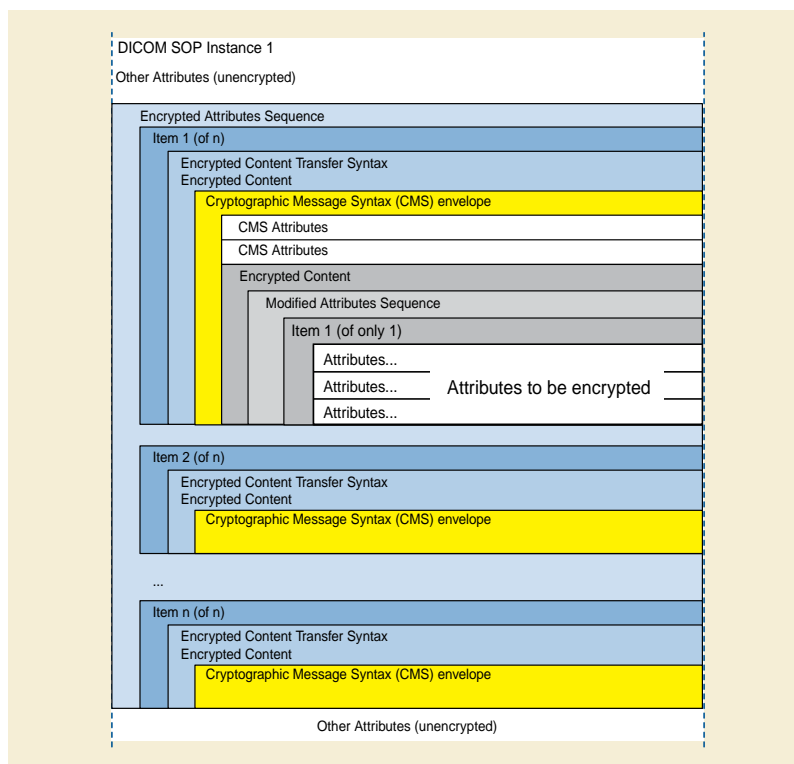 DICOM SOP Instance 1
Other Attributes (unencrypted)
Encrypted Attributes Sequence
Item 1 (of n)
Encrypted Content Transfer Syntax
Encrypted Content
Cryptographic Message Syntax (CMS) envelope
CMS Attributes
CMS Attributes
Encrypted Content
Modified Attributes Sequence
Item 1 (of only 1)
Attributes...
Attributes... Attributes to be encrypted
Attributes...
Item 2 (of n)
Encrypted Content Transfer Syntax
Encrypted Content
Cryptographic Message Syntax (CMS) envelope
...
Item n (of n)
Encrypted Content Transfer Syntax
Encrypted Content
Cryptographic Message Syntax (CMS) envelope
Other Attributes (unencrypted)